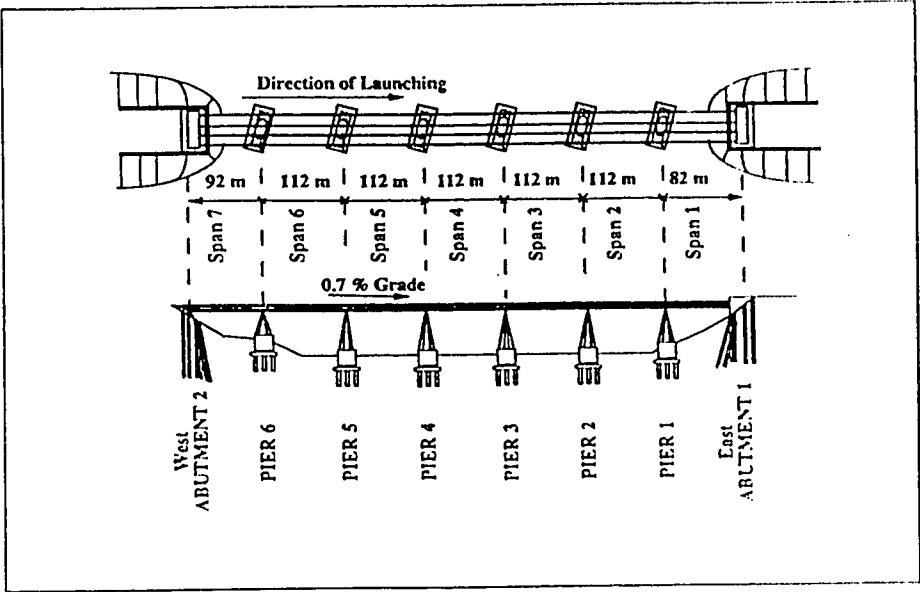 Direction of Launching
92 m 112 m 112 m 112 m 112 m 112 m 82 m
Span 7 Span 6 Span 5 Span 4 Span 3 Span 2 Span 1
0.7 % Grade
West
ABUTMENT 2
PIER 6
PIER 5
PIER 4
PIER 3
PIER 2
PIER 1
East
ABUTMENT 1